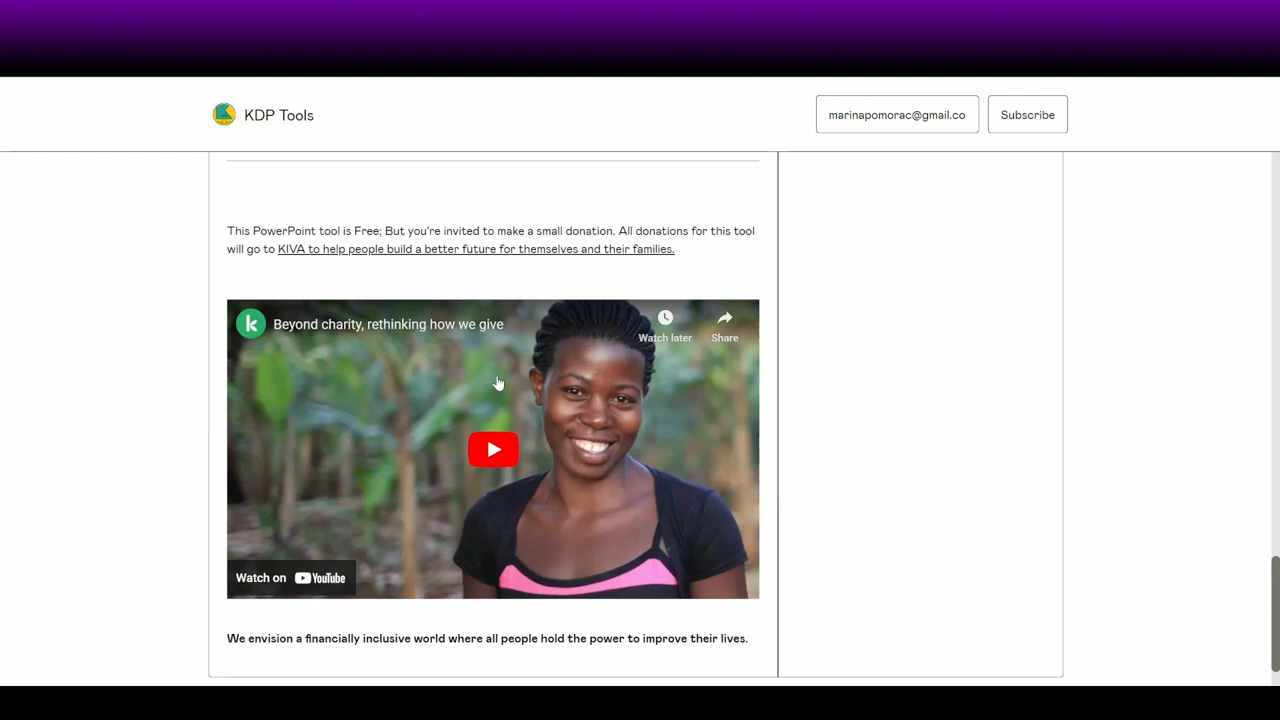 KDP Tools
marinapomorac@gmail.co
Subscribe
This PowerPoint tool is Free; But you're invited to make a small donation. All donations for this tool
will go to KIVA to help people build a better future for themselves and their families.
Beyond charity, rethinking how we give
Watch later
Share
Watch on YouTube
We envision a financially inclusive world where all people hold the power to improve their lives.